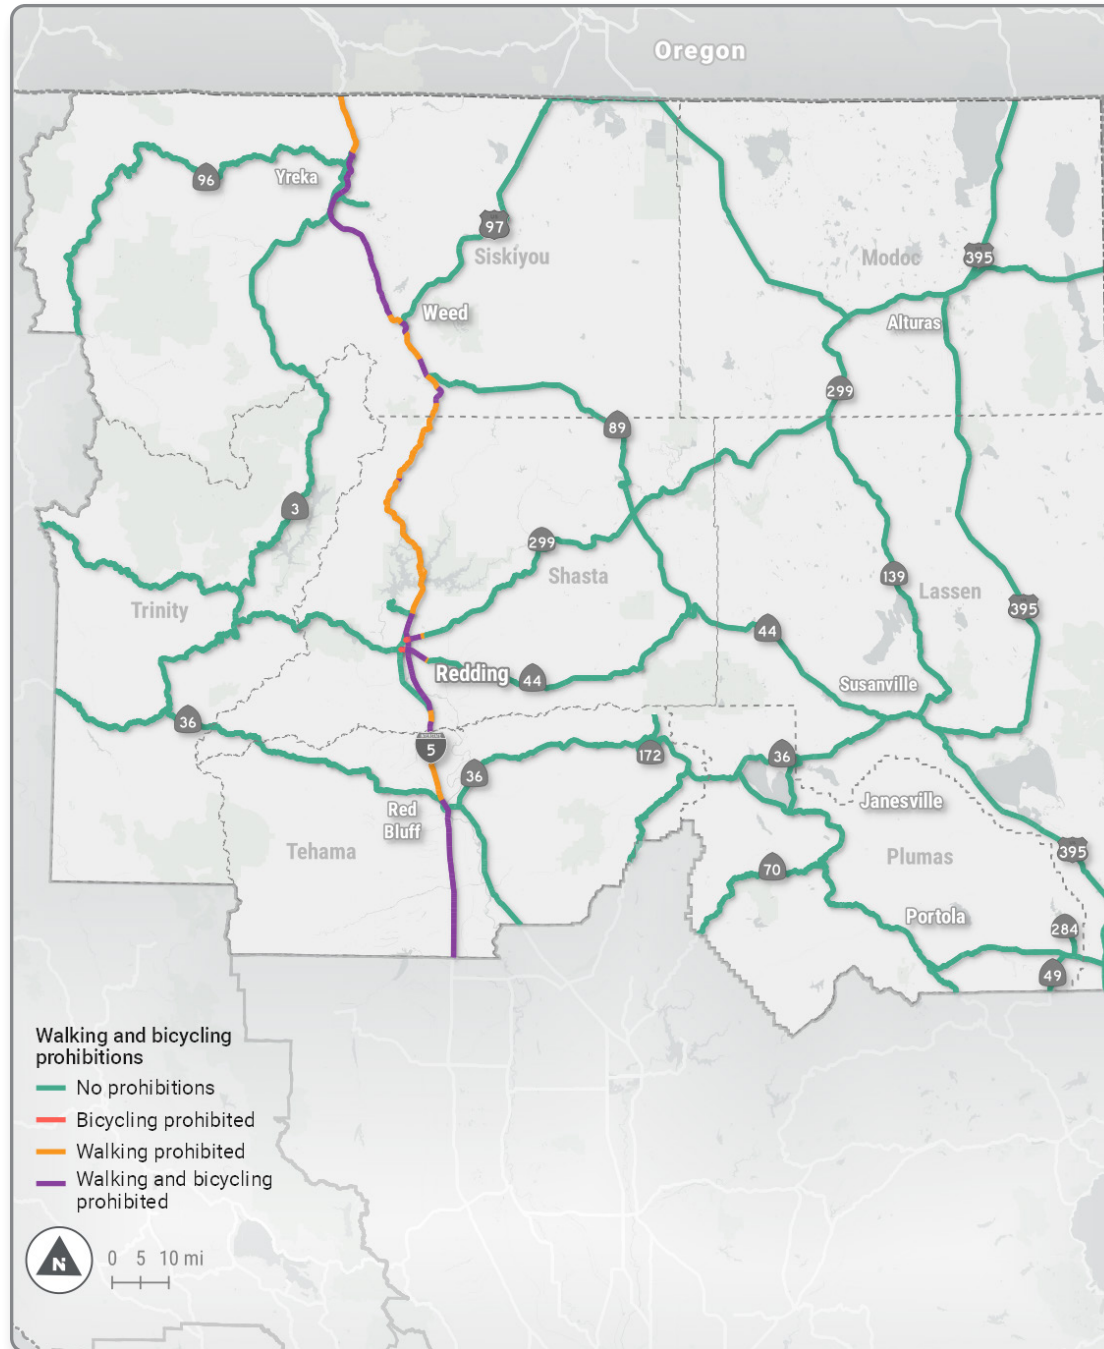 Oregon
96
Yreka
97
Siskiyou
395
Modoc
Weed
Alturas
299
89
3
299
Shasta
139
Lassen
395
Trinity
44
Redding
44
Susanville
36
5
172
36
36
Janesville
Red
Bluff
Tehama
395
Plumas
70
Portola
284
49
Walking and bicycling
prohibitions
No prohibitions
Bicycling prohibited
Walking prohibited
Walking and bicycling
prohibited
N
0 5 10 mi